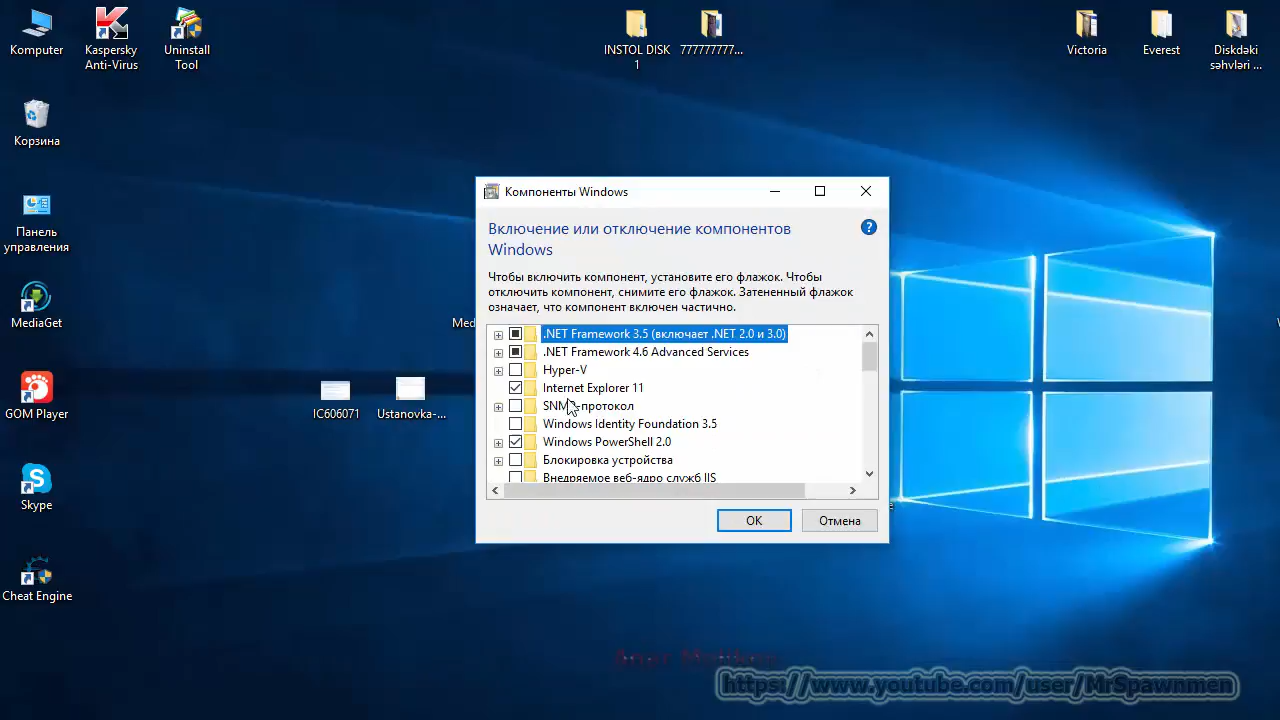 Komputer
Kaspersky
Anti-Virus
Uninstall
Tool
INSTOL DISK
1
777777777...
Victoria
Everest
Diskdəki
səhvləri ...
Корзина
Панель
управления
MediaGet
Med
GOM Player
IC606071
Ustanovka-...
Skype
Cheat Engine
Компоненты Windows
Включение или отключение компонентов
Windows
Чтобы включить компонент, установите его флажок. Чтобы
отключить компонент, снимите его флажок. Затененный флажок
означает, что компонент включен частично.
.NET Framework 3.5 (включает .NET 2.0 и 3.0)
.NET Framework 4.6 Advanced Services
Hyper-V
Internet Explorer 11
SNMP-протокол
Windows Identity Foundation 3.5
Windows PowerShell 2.0
Блокировка устройства
Внедряемое веб-ядро служб IIS
OK
Отмена
https://www.youtube.com/user/MrSpawnmen